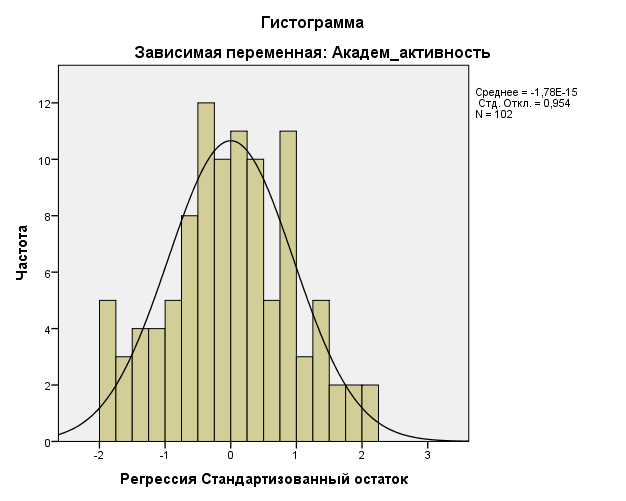 Гистограмма
Зависимая переменная: Академ_активность
Среднее = -1,78E-15
Стд. Откл. = 0,954
N = 102
Частота
12
10
8
6
4
2
0
-2 -1 0 1 2 3
Регрессия Стандартизованный остаток